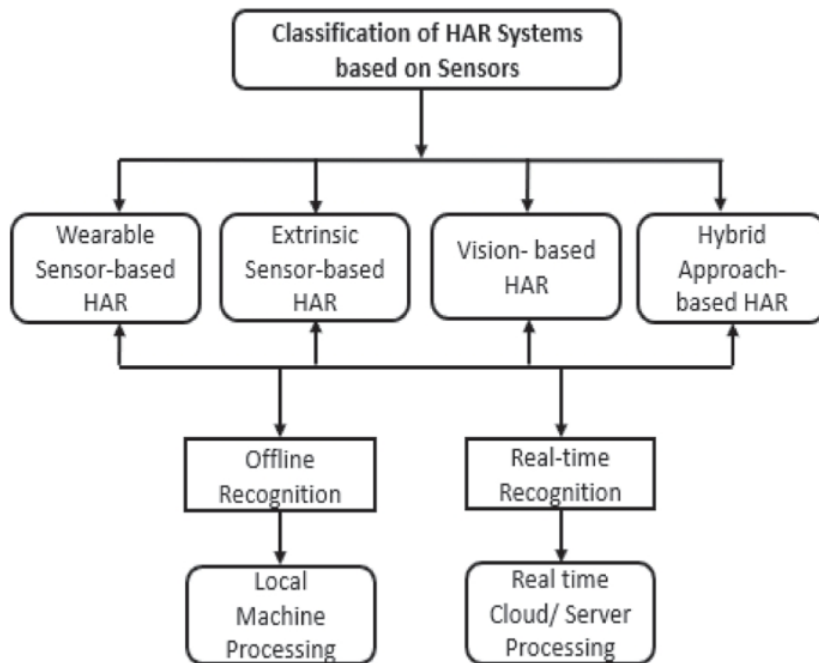 Classification of HAR Systems
based on Sensors
Wearable
Sensor-based
HAR
Extrinsic
Sensor-based
HAR
Vision- based
HAR
Hybrid
Approach-
based HAR
Offline
Recognition
Real-time
Recognition
Local
Machine
Processing
Real time
Cloud/ Server
Processing